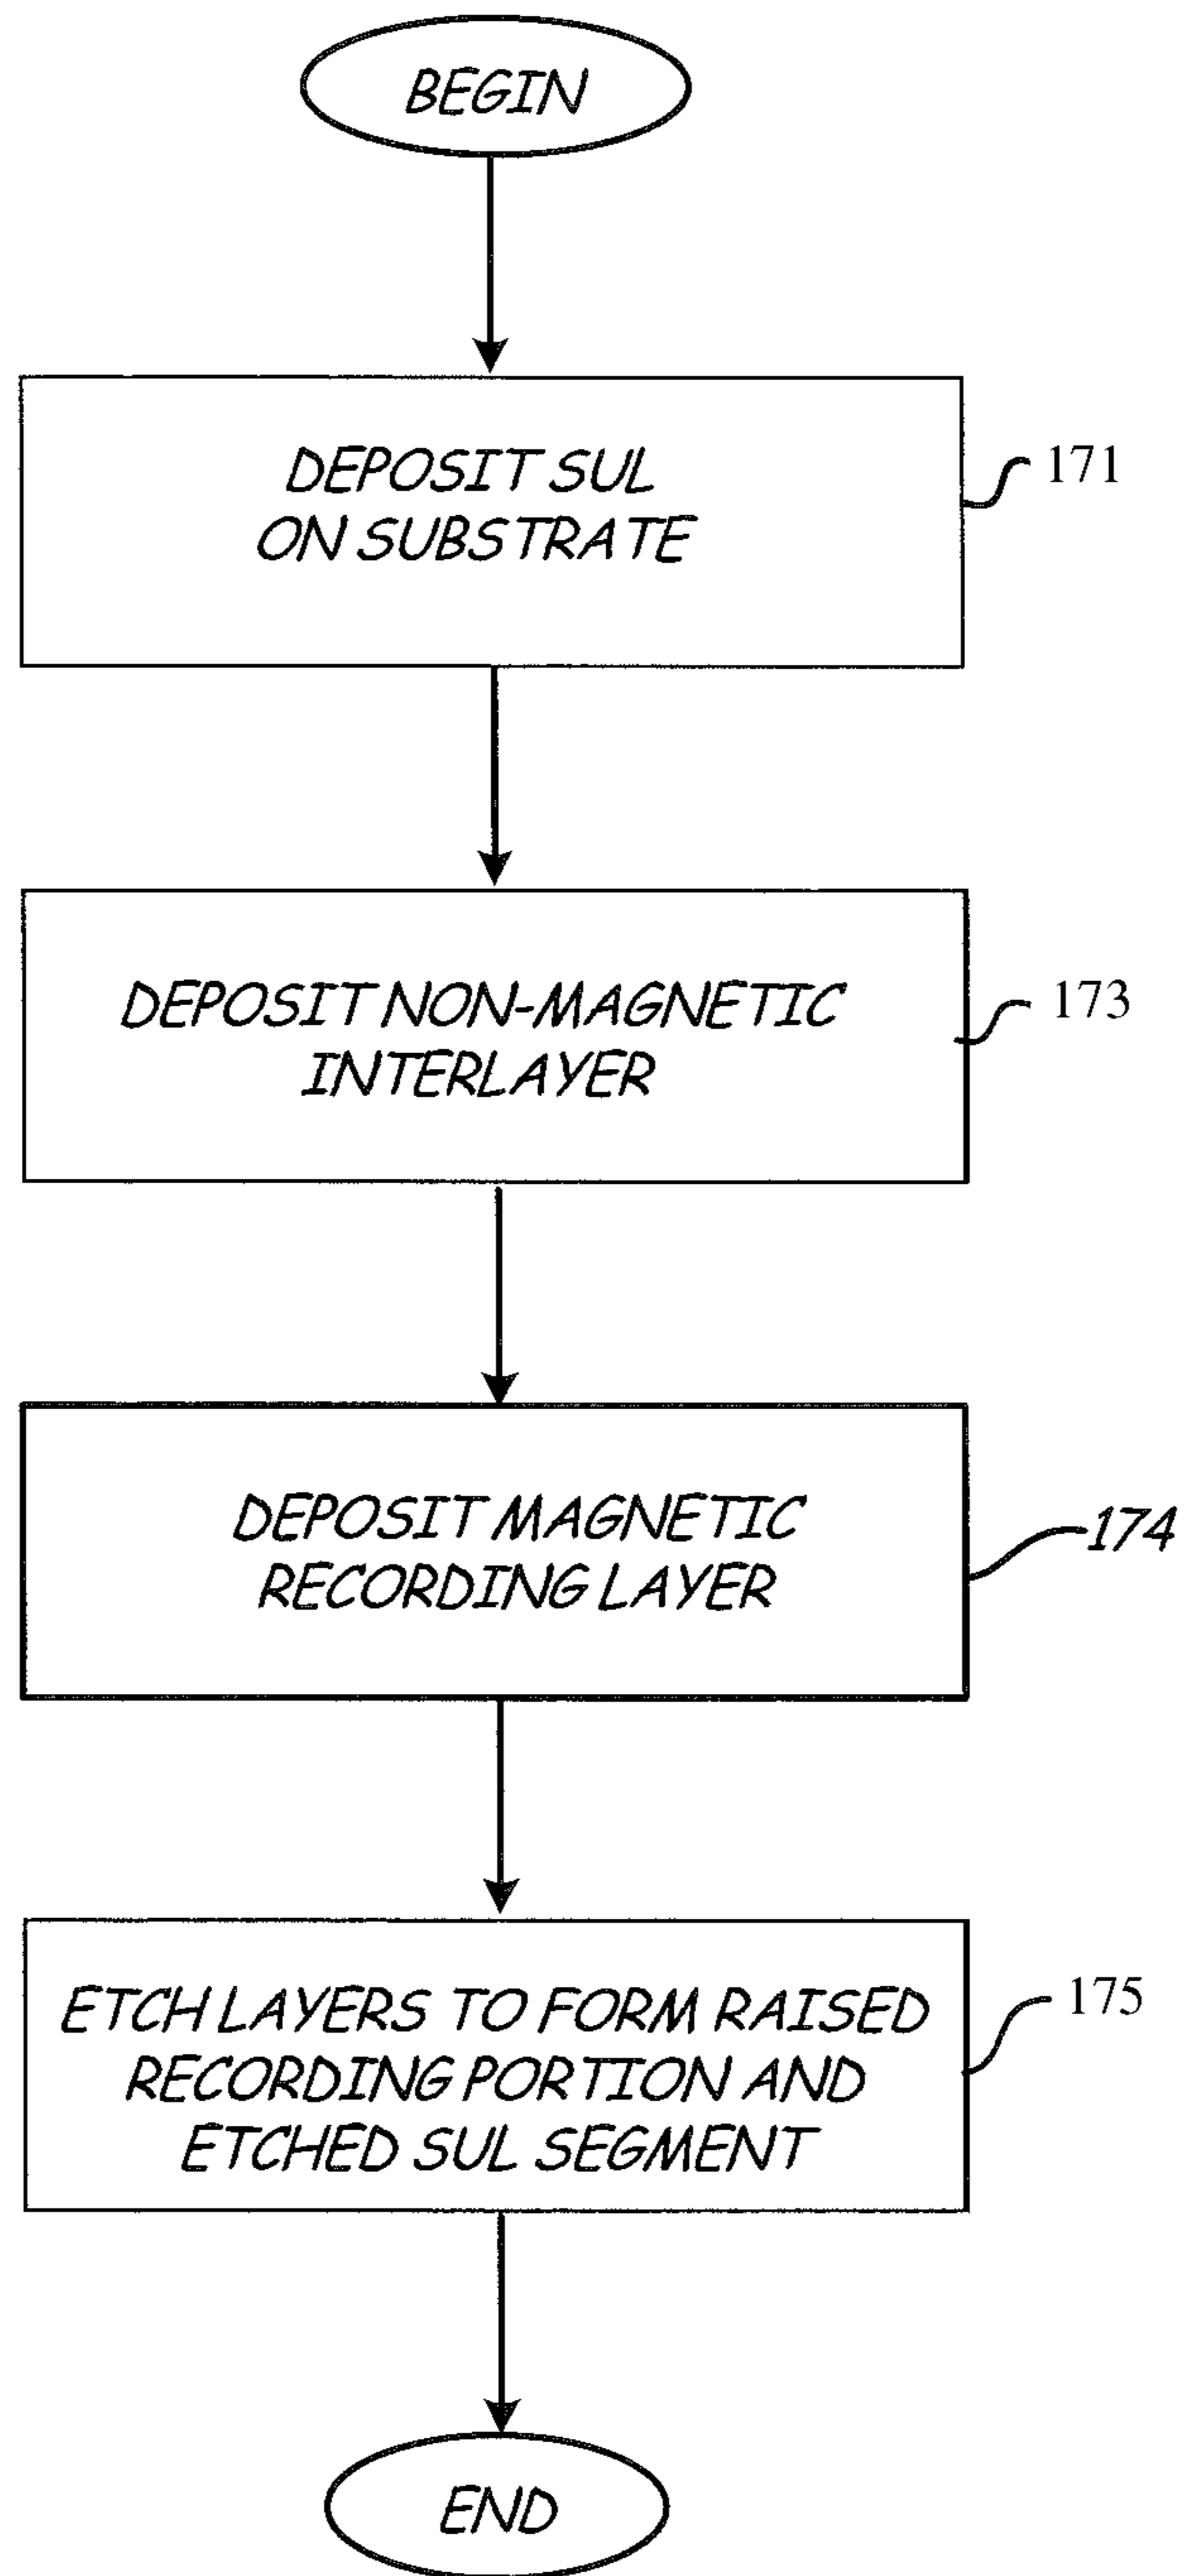 BEGIN
DEPOSIT SUL
ON SUBSTRATE
171
DEPOSIT NON-MAGNETIC
INTERLAYER
173
DEPOSIT MAGNETIC
RECORDING LAYER
174
ETCH LAYERS TO FORM RAISED
RECORDING PORTION AND
ETCHED SUL SEGMENT
175
END